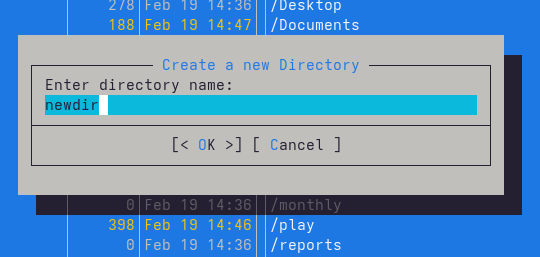 278 Feb 19 14:36 /Desktop
188 Feb 19 14:47 /Documents
Create a new Directory
Enter directory name:
newdir
[< OK >] [ Cancel ]
0 Feb 19 14:36 /monthly
398 Feb 19 14:46 /play
0 Feb 19 14:36 /reports